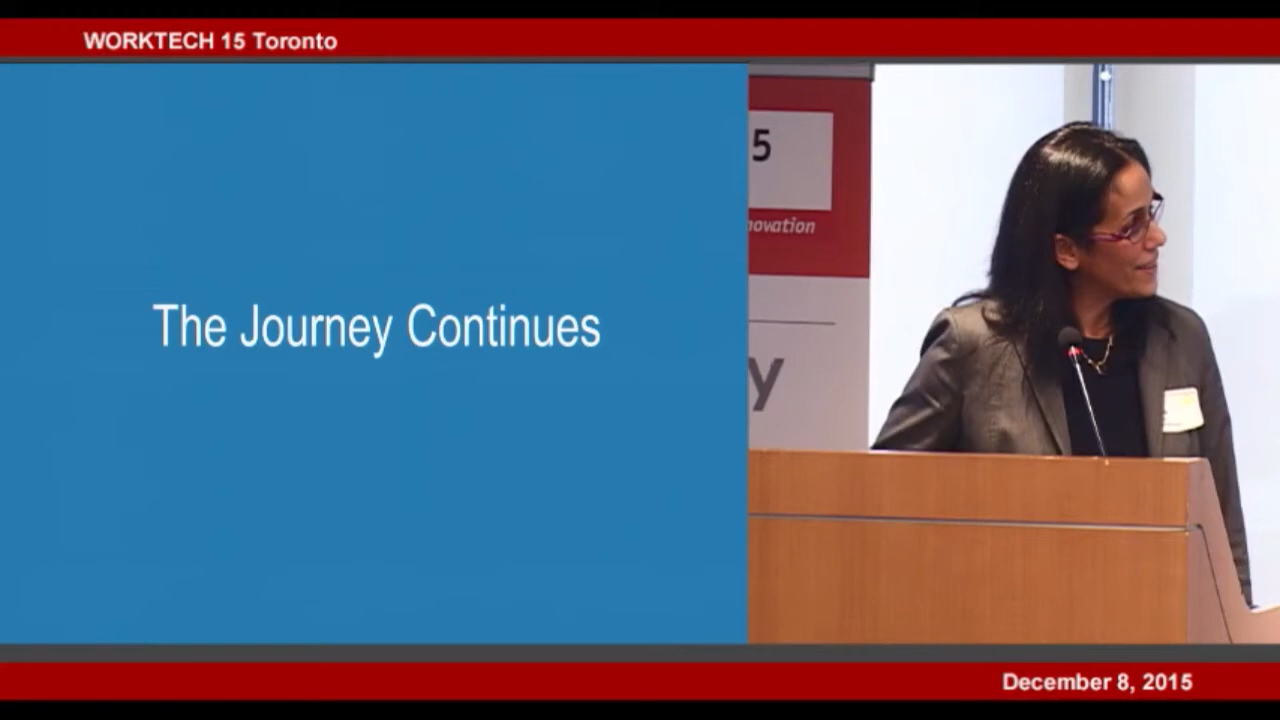 WORKTECH 15 Toronto
The Journey Continues
5
novation
y
December 8, 2015